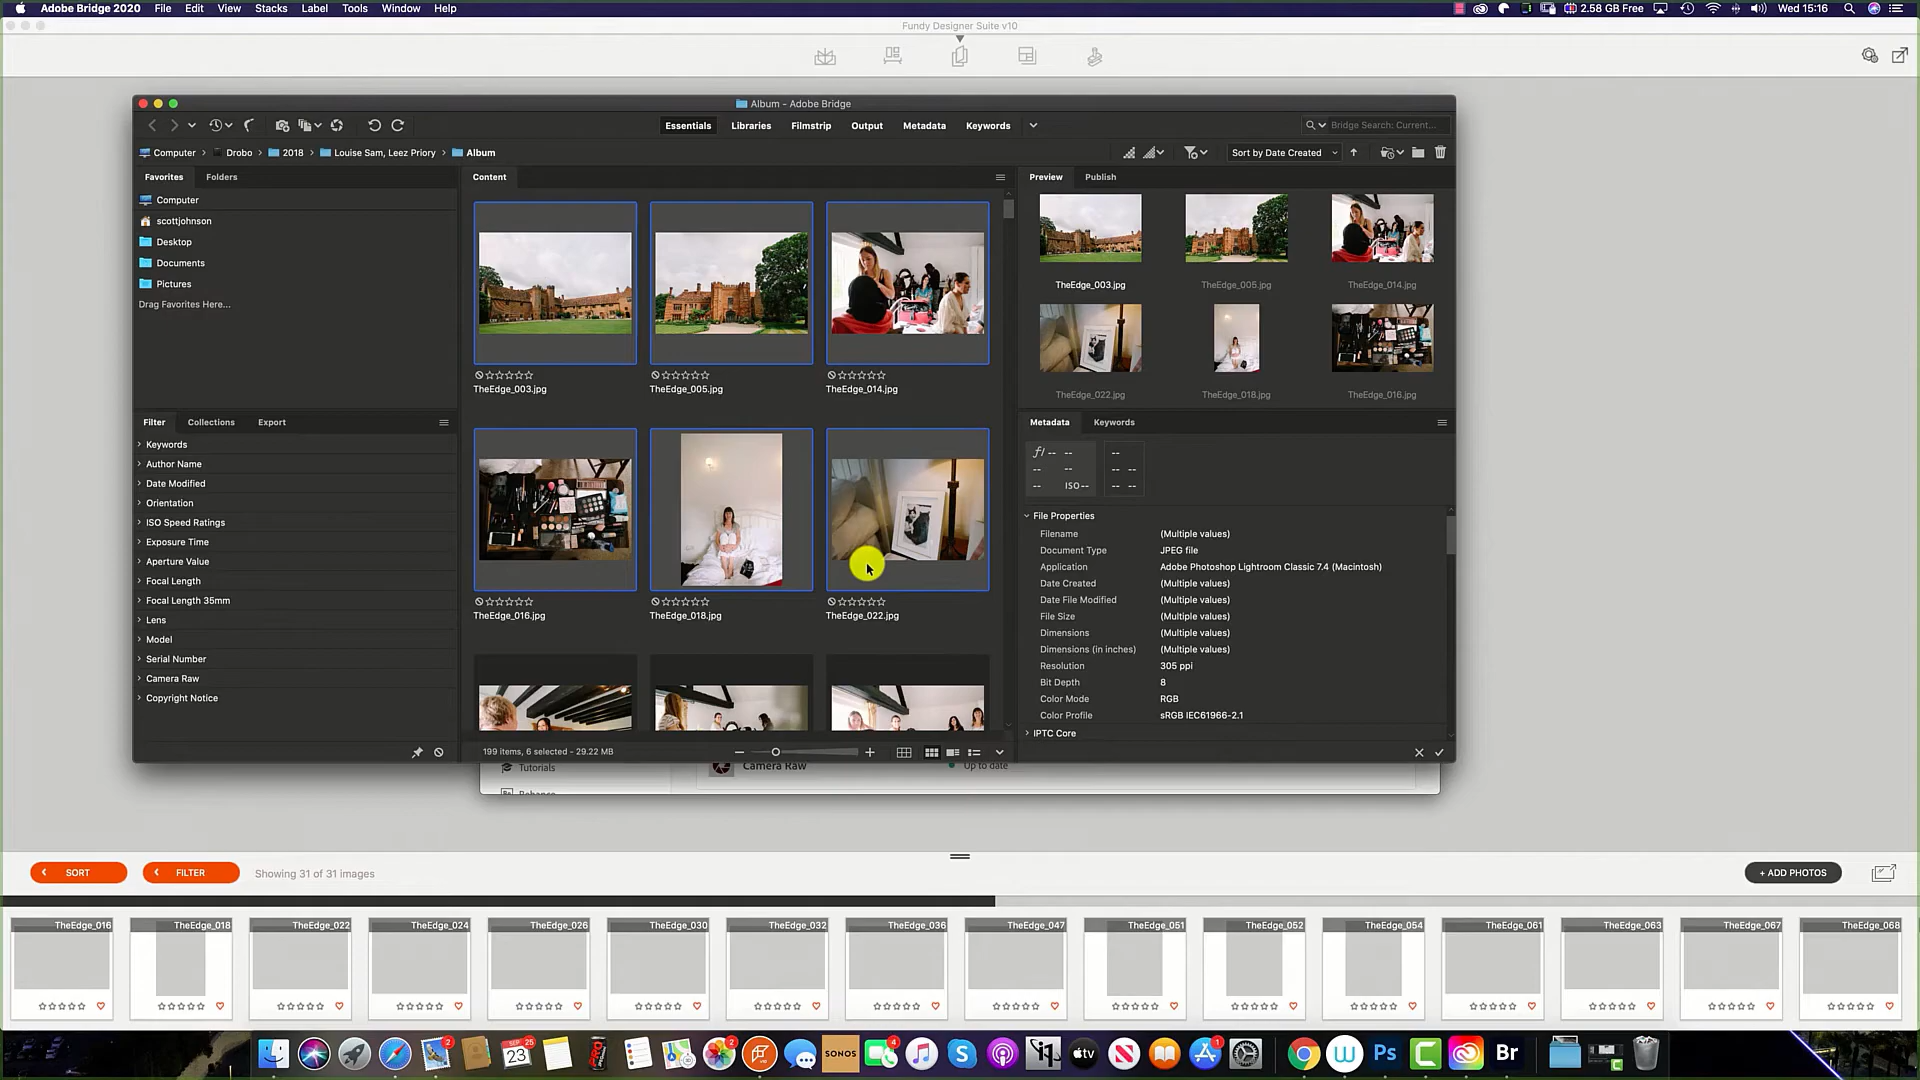 Adobe Bridge 2020 File Edit View Stacks Label Tools Window Help 2.58 GB Free Wed 15:16
Fundy Designer Suite v10
Album - Adobe Bridge
Essentials Libraries Filmstrip Output Metadata Keywords Bridge Search: Current...
Computer Drobo 2018 Louise Sam, Leez Priory Album Sort by Date Created
Favorites Folders Content Preview Publish
Computer
scottjohnson
Desktop
Documents
Pictures
Drag Favorites Here...
TheEdge_003.jpg TheEdge_005.jpg TheEdge_014.jpg
TheEdge_016.jpg TheEdge_018.jpg TheEdge_022.jpg
199 items, 6 selected - 29.22 MB
TheEdge_003.jpg TheEdge_005.jpg TheEdge_014.jpg
TheEdge_022.jpg TheEdge_018.jpg TheEdge_016.jpg
Filter Collections Export
Keywords
Author Name
Date Modified
Orientation
ISO Speed Ratings
Exposure Time
Aperture Value
Focal Length
Focal Length 35mm
Lens
Model
Serial Number
Camera Raw
Copyright Notice
Metadata Keywords
f/ -- -- --
-- -- -- --
-- ISO-- -- --
File Properties
Filename (Multiple values)
Document Type JPEG file
Application Adobe Photoshop Lightroom Classic 7.4 (Macintosh)
Date Created (Multiple values)
Date File Modified (Multiple values)
File Size (Multiple values)
Dimensions (Multiple values)
Dimensions (in inches) (Multiple values)
Resolution 305 ppi
Bit Depth 8
Color Mode RGB
Color Profile sRGB IEC61966-2.1
IPTC Core
Tutorials Camera Raw Up to date
Behance
SORT FILTER Showing 31 of 31 images + ADD PHOTOS
TheEdge_016 TheEdge_018 TheEdge_022 TheEdge_024 TheEdge_026 TheEdge_030 TheEdge_032 TheEdge_036 TheEdge_047 TheEdge_051 TheEdge_052 TheEdge_054 TheEdge_061 TheEdge_063 TheEdge_067 TheEdge_068
2 SEP 23 25 2 SONOS 4 tv 1 W Ps Br